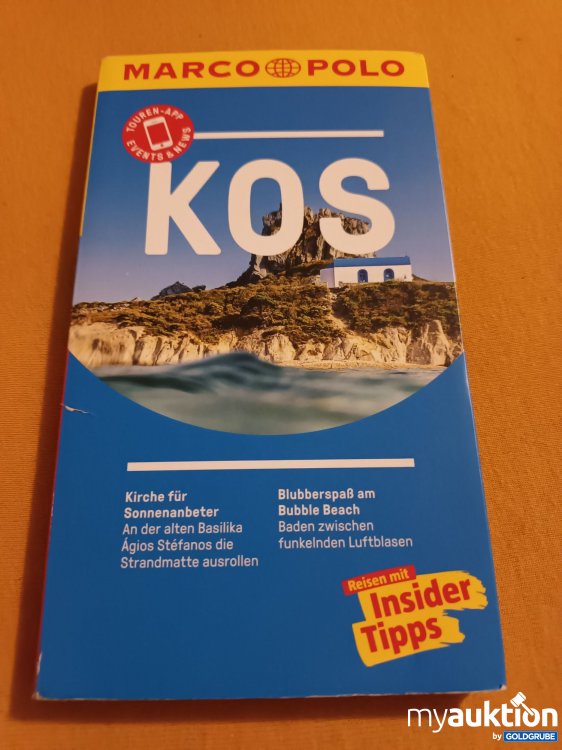 MARCO POLO
TOUREN-APP
EVENTS & NEWS
KOS
Kirche für
Sonnenanbeter
An der alten Basilika
Ágios Stéfanos die
Strandmatte ausrollen
Blubberspaß am
Bubble Beach
Baden zwischen
funkelnden Luftblasen
Reisen mit
Insider
Tipps
myauktion
by GOLDGRUBE